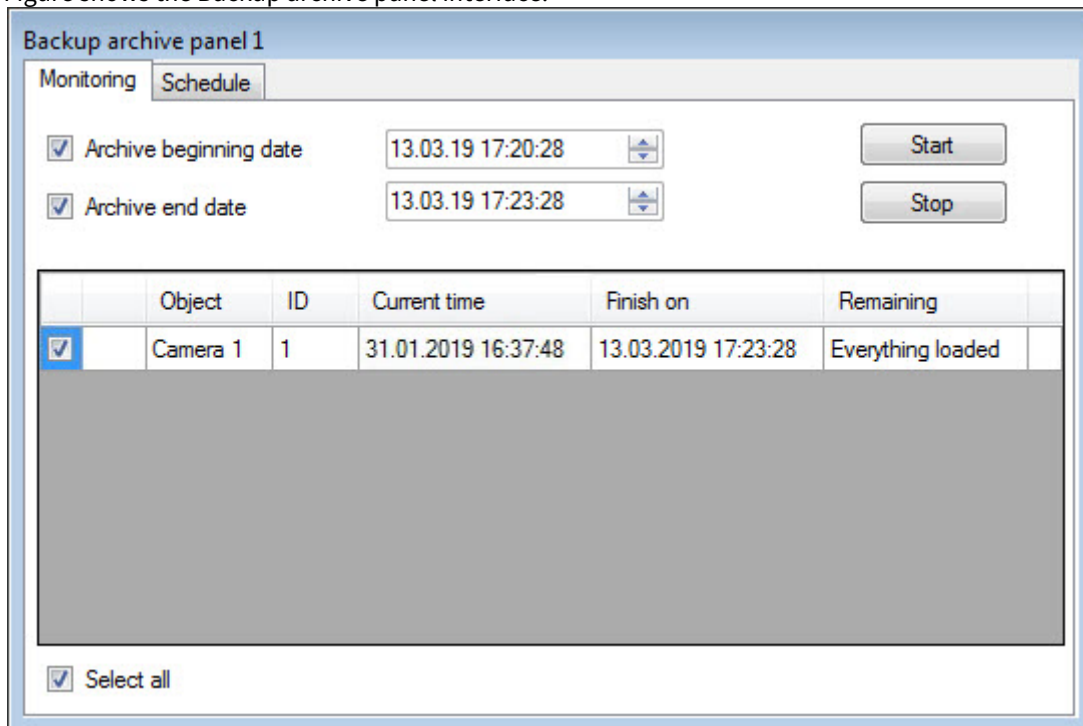 Figure shows the Backup archive panel interface.
Backup archive panel 1
Monitoring Schedule
Archive beginning date 13.03.19 17:20:28 Start
Archive end date 13.03.19 17:23:28 Stop
Object ID Current time Finish on Remaining
Camera 1 1 31.01.2019 16:37:48 13.03.2019 17:23:28 Everything loaded
Select all